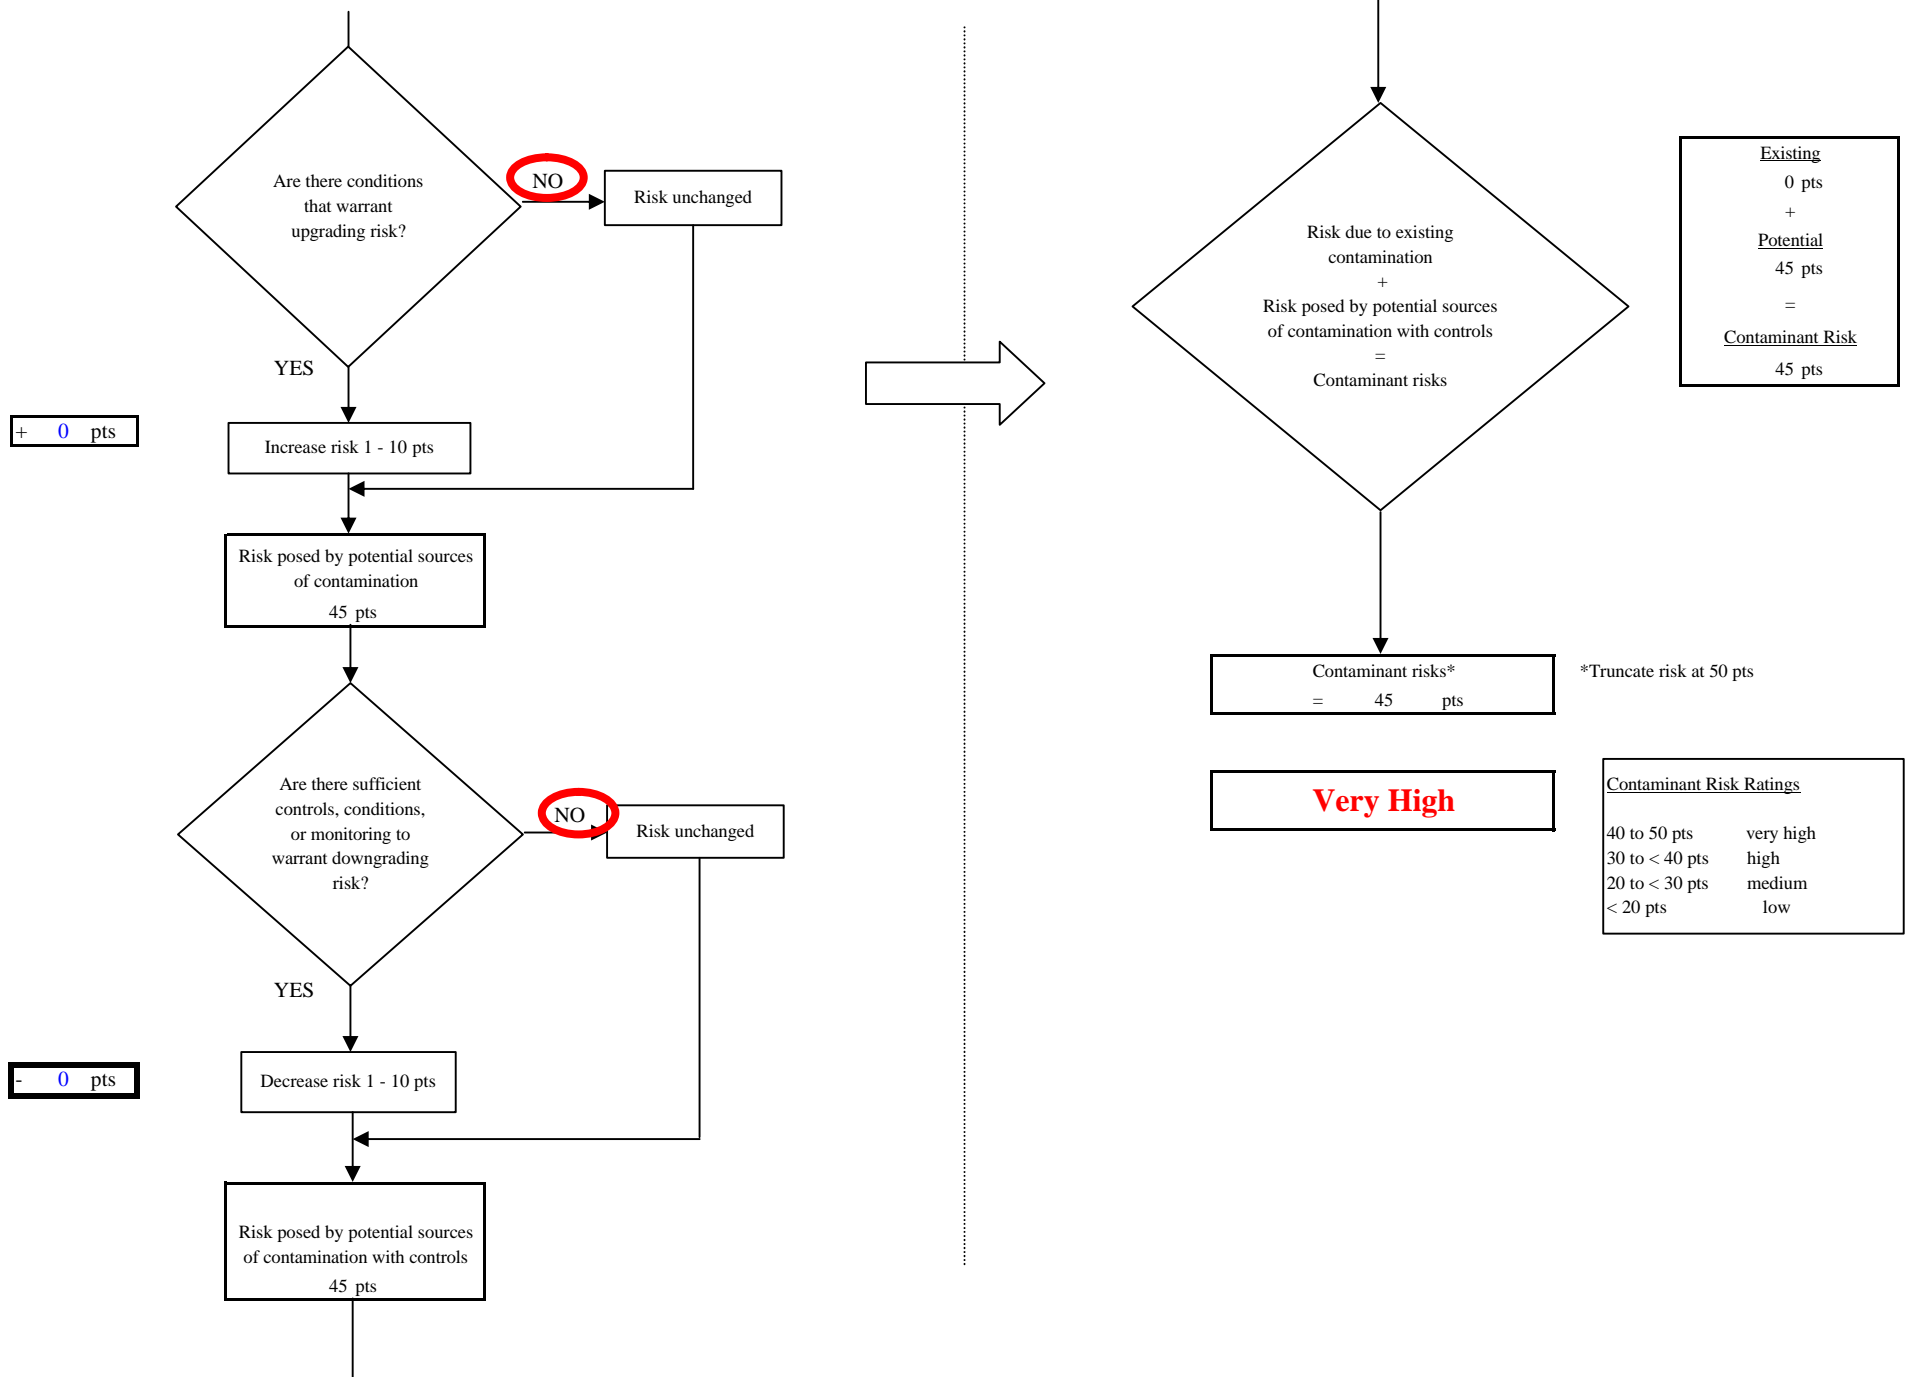 Are there conditions
that warrant
upgrading risk?
NO
Risk unchanged
YES
+ 0 pts
Increase risk 1 - 10 pts
Risk posed by potential sources
of contamination
45 pts
Are there sufficient
controls, conditions,
or monitoring to
warrant downgrading
risk?
NO
Risk unchanged
YES
- 0 pts
Decrease risk 1 - 10 pts
Risk posed by potential sources
of contamination with controls
45 pts
Risk due to existing
contamination
+
Risk posed by potential sources
of contamination with controls
=
Contaminant risks
Existing
0 pts
+
Potential
45 pts
=
Contaminant Risk
45 pts
Contaminant risks*
= 45 pts
*Truncate risk at 50 pts
Very High
Contaminant Risk Ratings
40 to 50 pts very high
30 to < 40 pts high
20 to < 30 pts medium
< 20 pts low